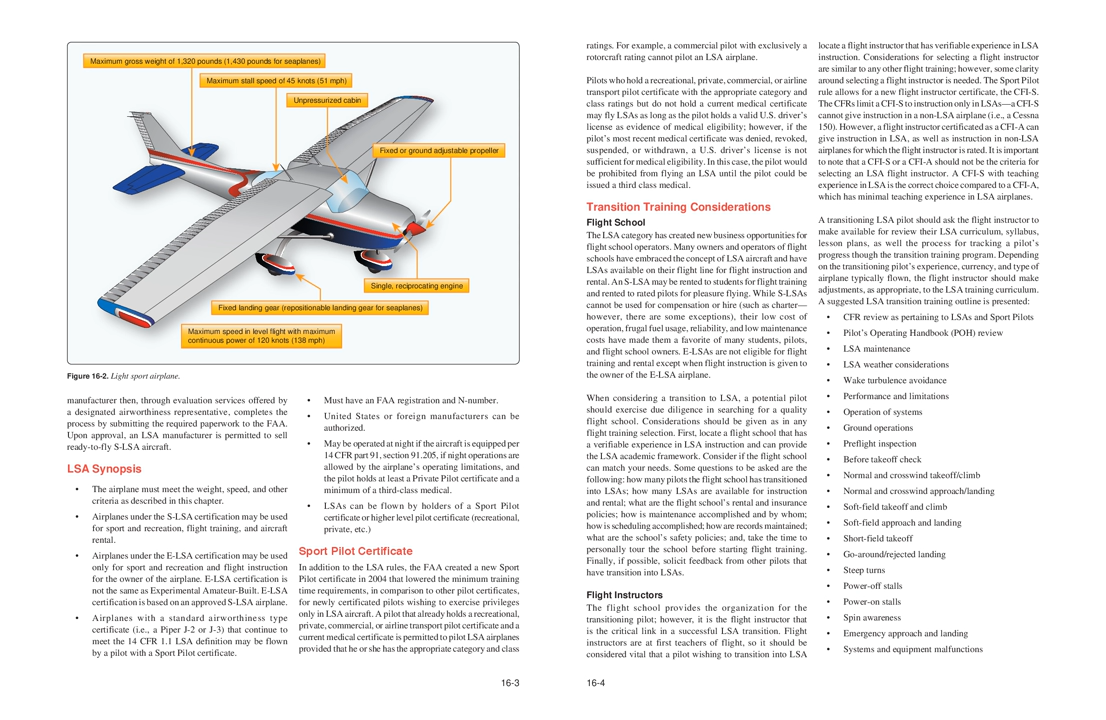 Maximum gross weight of 1,320 pounds (1,430 pounds for seaplanes)
Maximum stall speed of 45 knots (51 mph)
Unpressurized cabin
Fixed or ground adjustable propeller
Single, reciprocating engine
Fixed landing gear (repositionable landing gear for seaplanes)
Maximum speed in level flight with maximum
continuous power of 120 knots (138 mph)
Figure 16-2. Light sport airplane.
manufacturer then, through evaluation services offered by
a designated airworthiness representative, completes the
process by submitting the required paperwork to the FAA.
Upon approval, an LSA manufacturer is permitted to sell
ready-to-fly S-LSA aircraft.
LSA Synopsis
• The airplane must meet the weight, speed, and other
criteria as described in this chapter.
• Airplanes under the S-LSA certification may be used
for sport and recreation, flight training, and aircraft
rental.
• Airplanes under the E-LSA certification may be used
only for sport and recreation and flight instruction
for the owner of the airplane. E-LSA certification is
not the same as Experimental Amateur-Built. E-LSA
certification is based on an approved S-LSA airplane.
• Airplanes with a standard airworthiness type
certificate (i.e., a Piper J-2 or J-3) that continue to
meet the 14 CFR 1.1 LSA definition may be flown
by a pilot with a Sport Pilot certificate.
• Must have an FAA registration and N-number.
• United States or foreign manufacturers can be
authorized.
• May be operated at night if the aircraft is equipped per
14 CFR part 91, section 91.205, if night operations are
allowed by the airplane's operating limitations, and
the pilot holds at least a Private Pilot certificate and a
minimum of a third-class medical.
• LSAs can be flown by holders of a Sport Pilot
certificate or higher level pilot certificate (recreational,
private, etc.)
Sport Pilot Certificate
In addition to the LSA rules, the FAA created a new Sport
Pilot certificate in 2004 that lowered the minimum training
time requirements, in comparison to other pilot certificates,
for newly certificated pilots wishing to exercise privileges
only in LSA aircraft. A pilot that already holds a recreational,
private, commercial, or airline transport pilot certificate and a
current medical certificate is permitted to pilot LSA airplanes
provided that he or she has the appropriate category and class
16-3
ratings. For example, a commercial pilot with exclusively a
rotorcraft rating cannot pilot an LSA airplane.
Pilots who hold a recreational, private, commercial, or airline
transport pilot certificate with the appropriate category and
class ratings but do not hold a current medical certificate
may fly LSAs as long as the pilot holds a valid U.S. driver's
license as evidence of medical eligibility; however, if the
pilot's most recent medical certificate was denied, revoked,
suspended, or withdrawn, a U.S. driver's license is not
sufficient for medical eligibility. In this case, the pilot would
be prohibited from flying an LSA until the pilot could be
issued a third class medical.
Transition Training Considerations
Flight School
The LSA category has created new business opportunities for
flight school operators. Many owners and operators of flight
schools have embraced the concept of LSA aircraft and have
LSAs available on their flight line for flight instruction and
rental. An S-LSA may be rented to students for flight training
and rented to rated pilots for pleasure flying. While S-LSAs
cannot be used for compensation or hire (such as charter—
however, there are some exceptions), their low cost of
operation, frugal fuel usage, reliability, and low maintenance
costs have made them a favorite of many students, pilots,
and flight school owners. E-LSAs are not eligible for flight
training and rental except when flight instruction is given to
the owner of the E-LSA airplane.
When considering a transition to LSA, a potential pilot
should exercise due diligence in searching for a quality
flight school. Considerations should be given as in any
flight training selection. First, locate a flight school that has
a verifiable experience in LSA instruction and can provide
the LSA academic framework. Consider if the flight school
can match your needs. Some questions to be asked are the
following: how many pilots the flight school has transitioned
into LSAs; how many LSAs are available for instruction
and rental; what are the flight school's rental and insurance
policies; how is maintenance accomplished and by whom;
how is scheduling accomplished; how are records maintained;
what are the school's safety policies; and, take the time to
personally tour the school before starting flight training.
Finally, if possible, solicit feedback from other pilots that
have transition into LSAs.
Flight Instructors
The flight school provides the organization for the
transitioning pilot; however, it is the flight instructor that
is the critical link in a successful LSA transition. Flight
instructors are at first teachers of flight, so it should be
considered vital that a pilot wishing to transition into LSA
locate a flight instructor that has verifiable experience in LSA
instruction. Considerations for selecting a flight instructor
are similar to any other flight training; however, some clarity
around selecting a flight instructor is needed. The Sport Pilot
rule allows for a new flight instructor certificate, the CFI-S.
The CFRs limit a CFI-S to instruction only in LSAs—a CFI-S
cannot give instruction in a non-LSA airplane (i.e., a Cessna
150). However, a flight instructor certificated as a CFI-A can
give instruction in LSA, as well as instruction in non-LSA
airplanes for which the flight instructor is rated. It is important
to note that a CFI-S or a CFI-A should not be the criteria for
selecting an LSA flight instructor. A CFI-S with teaching
experience in LSA is the correct choice compared to a CFI-A,
which has minimal teaching experience in LSA airplanes.
A transitioning LSA pilot should ask the flight instructor to
make available for review their LSA curriculum, syllabus,
lesson plans, as well the process for tracking a pilot's
progress though the transition training program. Depending
on the transitioning pilot's experience, currency, and type of
airplane typically flown, the flight instructor should make
adjustments, as appropriate, to the LSA training curriculum.
A suggested LSA transition training outline is presented:
• CFR review as pertaining to LSAs and Sport Pilots
• Pilot's Operating Handbook (POH) review
• LSA maintenance
• LSA weather considerations
• Wake turbulence avoidance
• Performance and limitations
• Operation of systems
• Ground operations
• Preflight inspection
• Before takeoff check
• Normal and crosswind takeoff/climb
• Normal and crosswind approach/landing
• Soft-field takeoff and climb
• Soft-field approach and landing
• Short-field takeoff
• Go-around/rejected landing
• Steep turns
• Power-off stalls
• Power-on stalls
• Spin awareness
• Emergency approach and landing
• Systems and equipment malfunctions
16-4